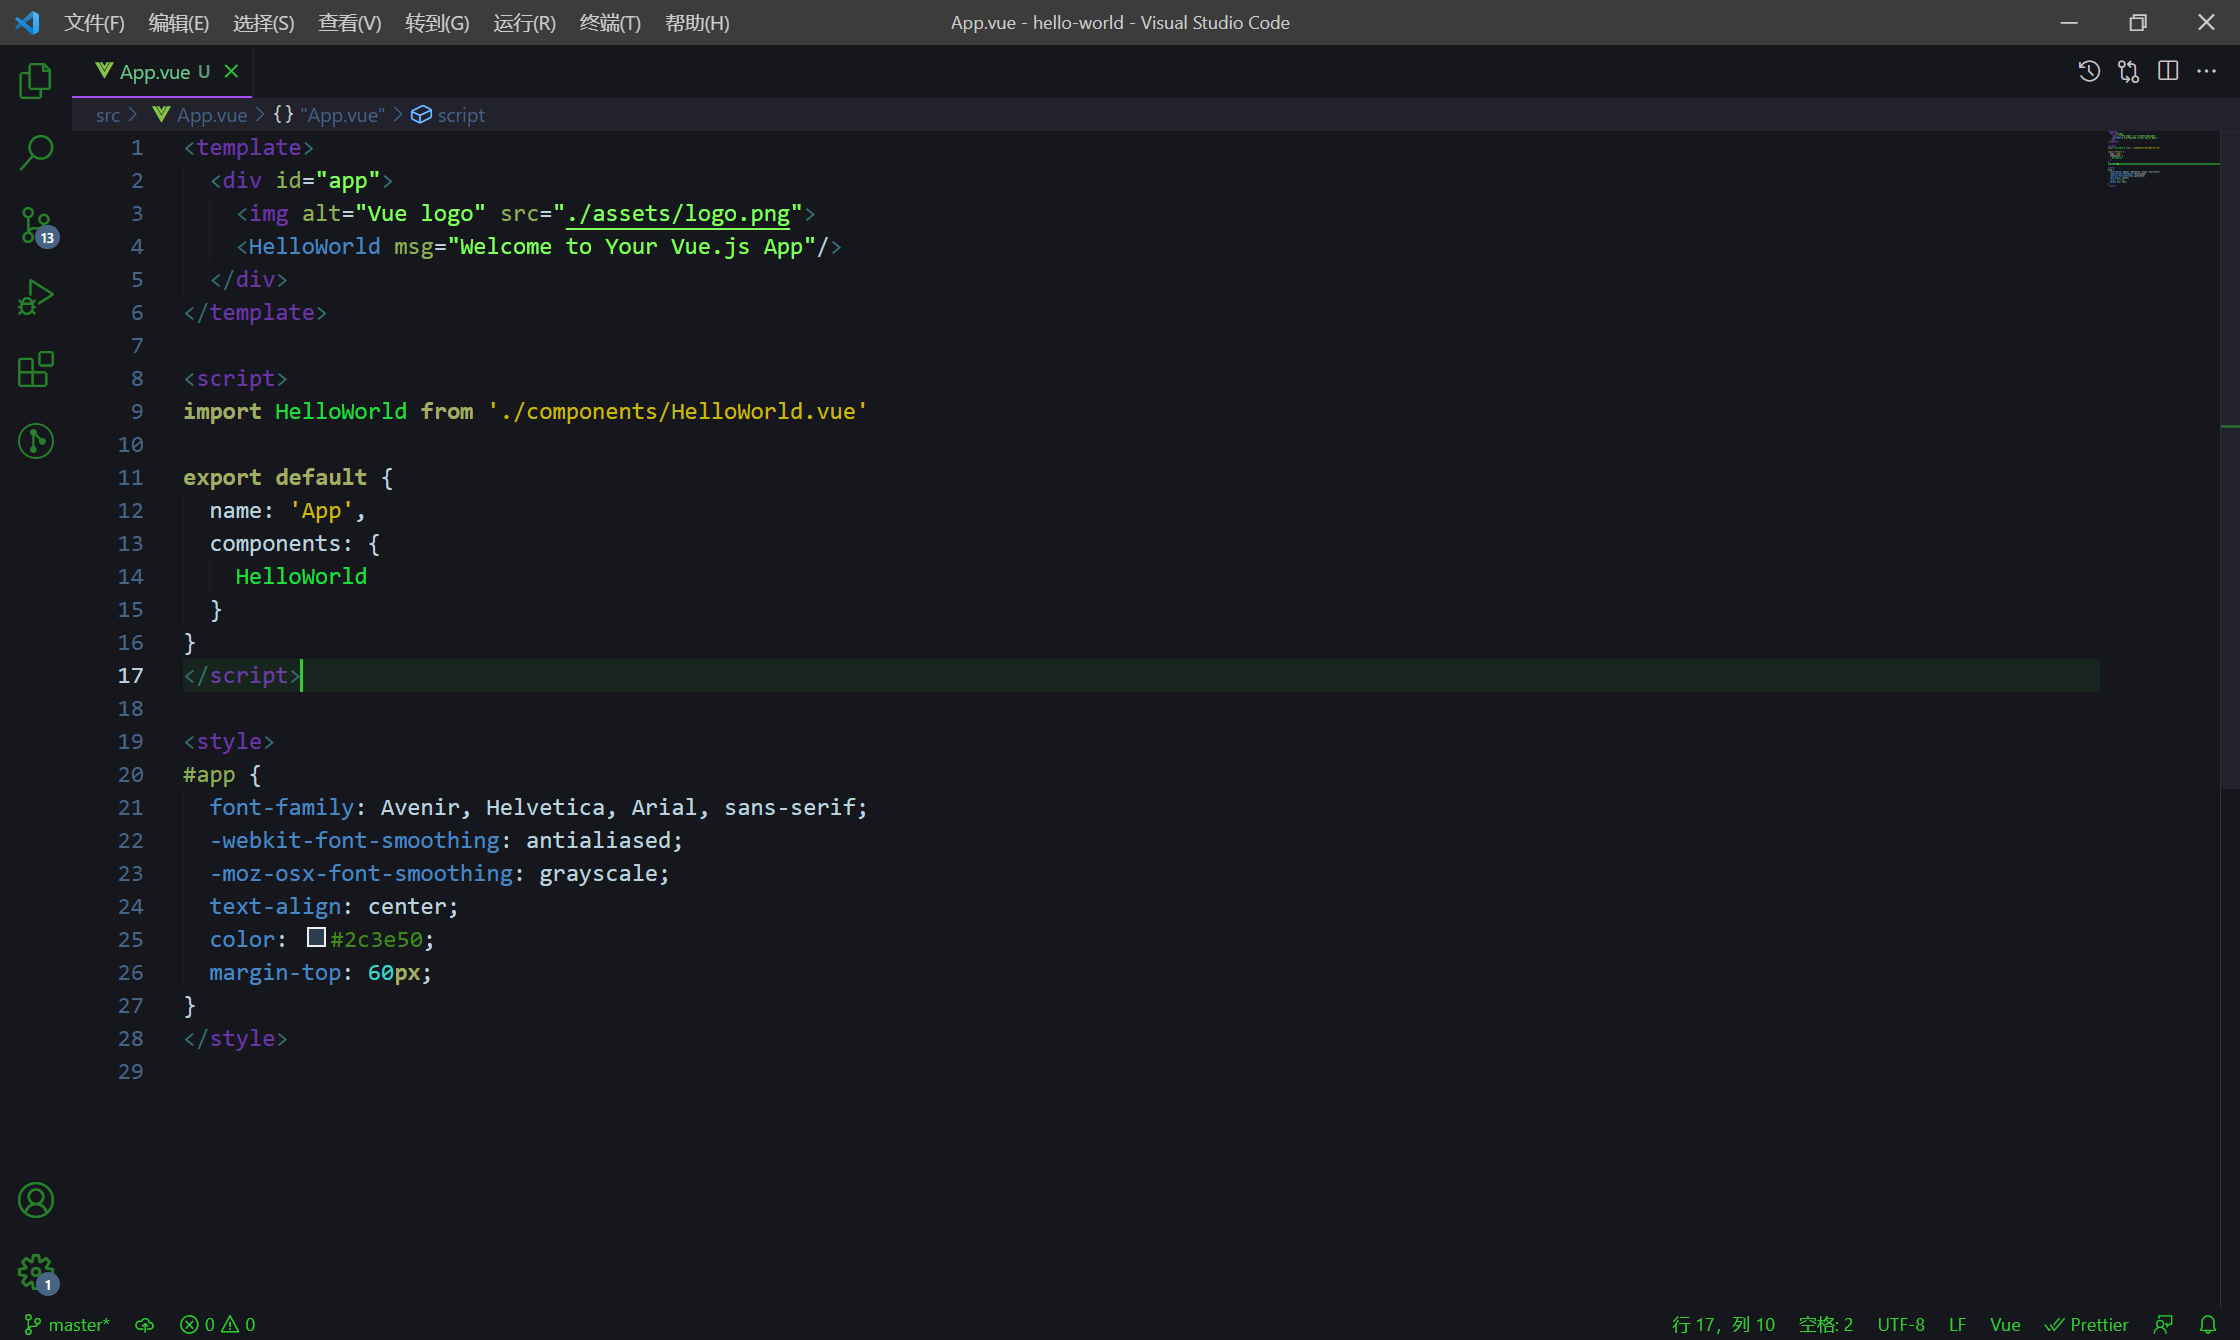 文件(F) 编辑(E) 选择(S) 查看(V) 转到(G) 运行(R) 终端(T) 帮助(H) App.vue - hello-world - Visual Studio Code
App.vue U
src > App.vue > {} "App.vue" > script
1 <template>
2 <div id="app">
3 <img alt="Vue logo" src="./assets/logo.png">
4 <HelloWorld msg="Welcome to Your Vue.js App"/>
5 </div>
6 </template>
7
8 <script>
9 import HelloWorld from './components/HelloWorld.vue'
10
11 export default {
12 name: 'App',
13 components: {
14 HelloWorld
15 }
16 }
17 </script>
18
19 <style>
20 #app {
21 font-family: Avenir, Helvetica, Arial, sans-serif;
22 -webkit-font-smoothing: antialiased;
23 -moz-osx-font-smoothing: grayscale;
24 text-align: center;
25 color: #2c3e50;
26 margin-top: 60px;
27 }
28 </style>
29
13
1
master* 0 0 行 17，列 10 空格: 2 UTF-8 LF Vue Prettier